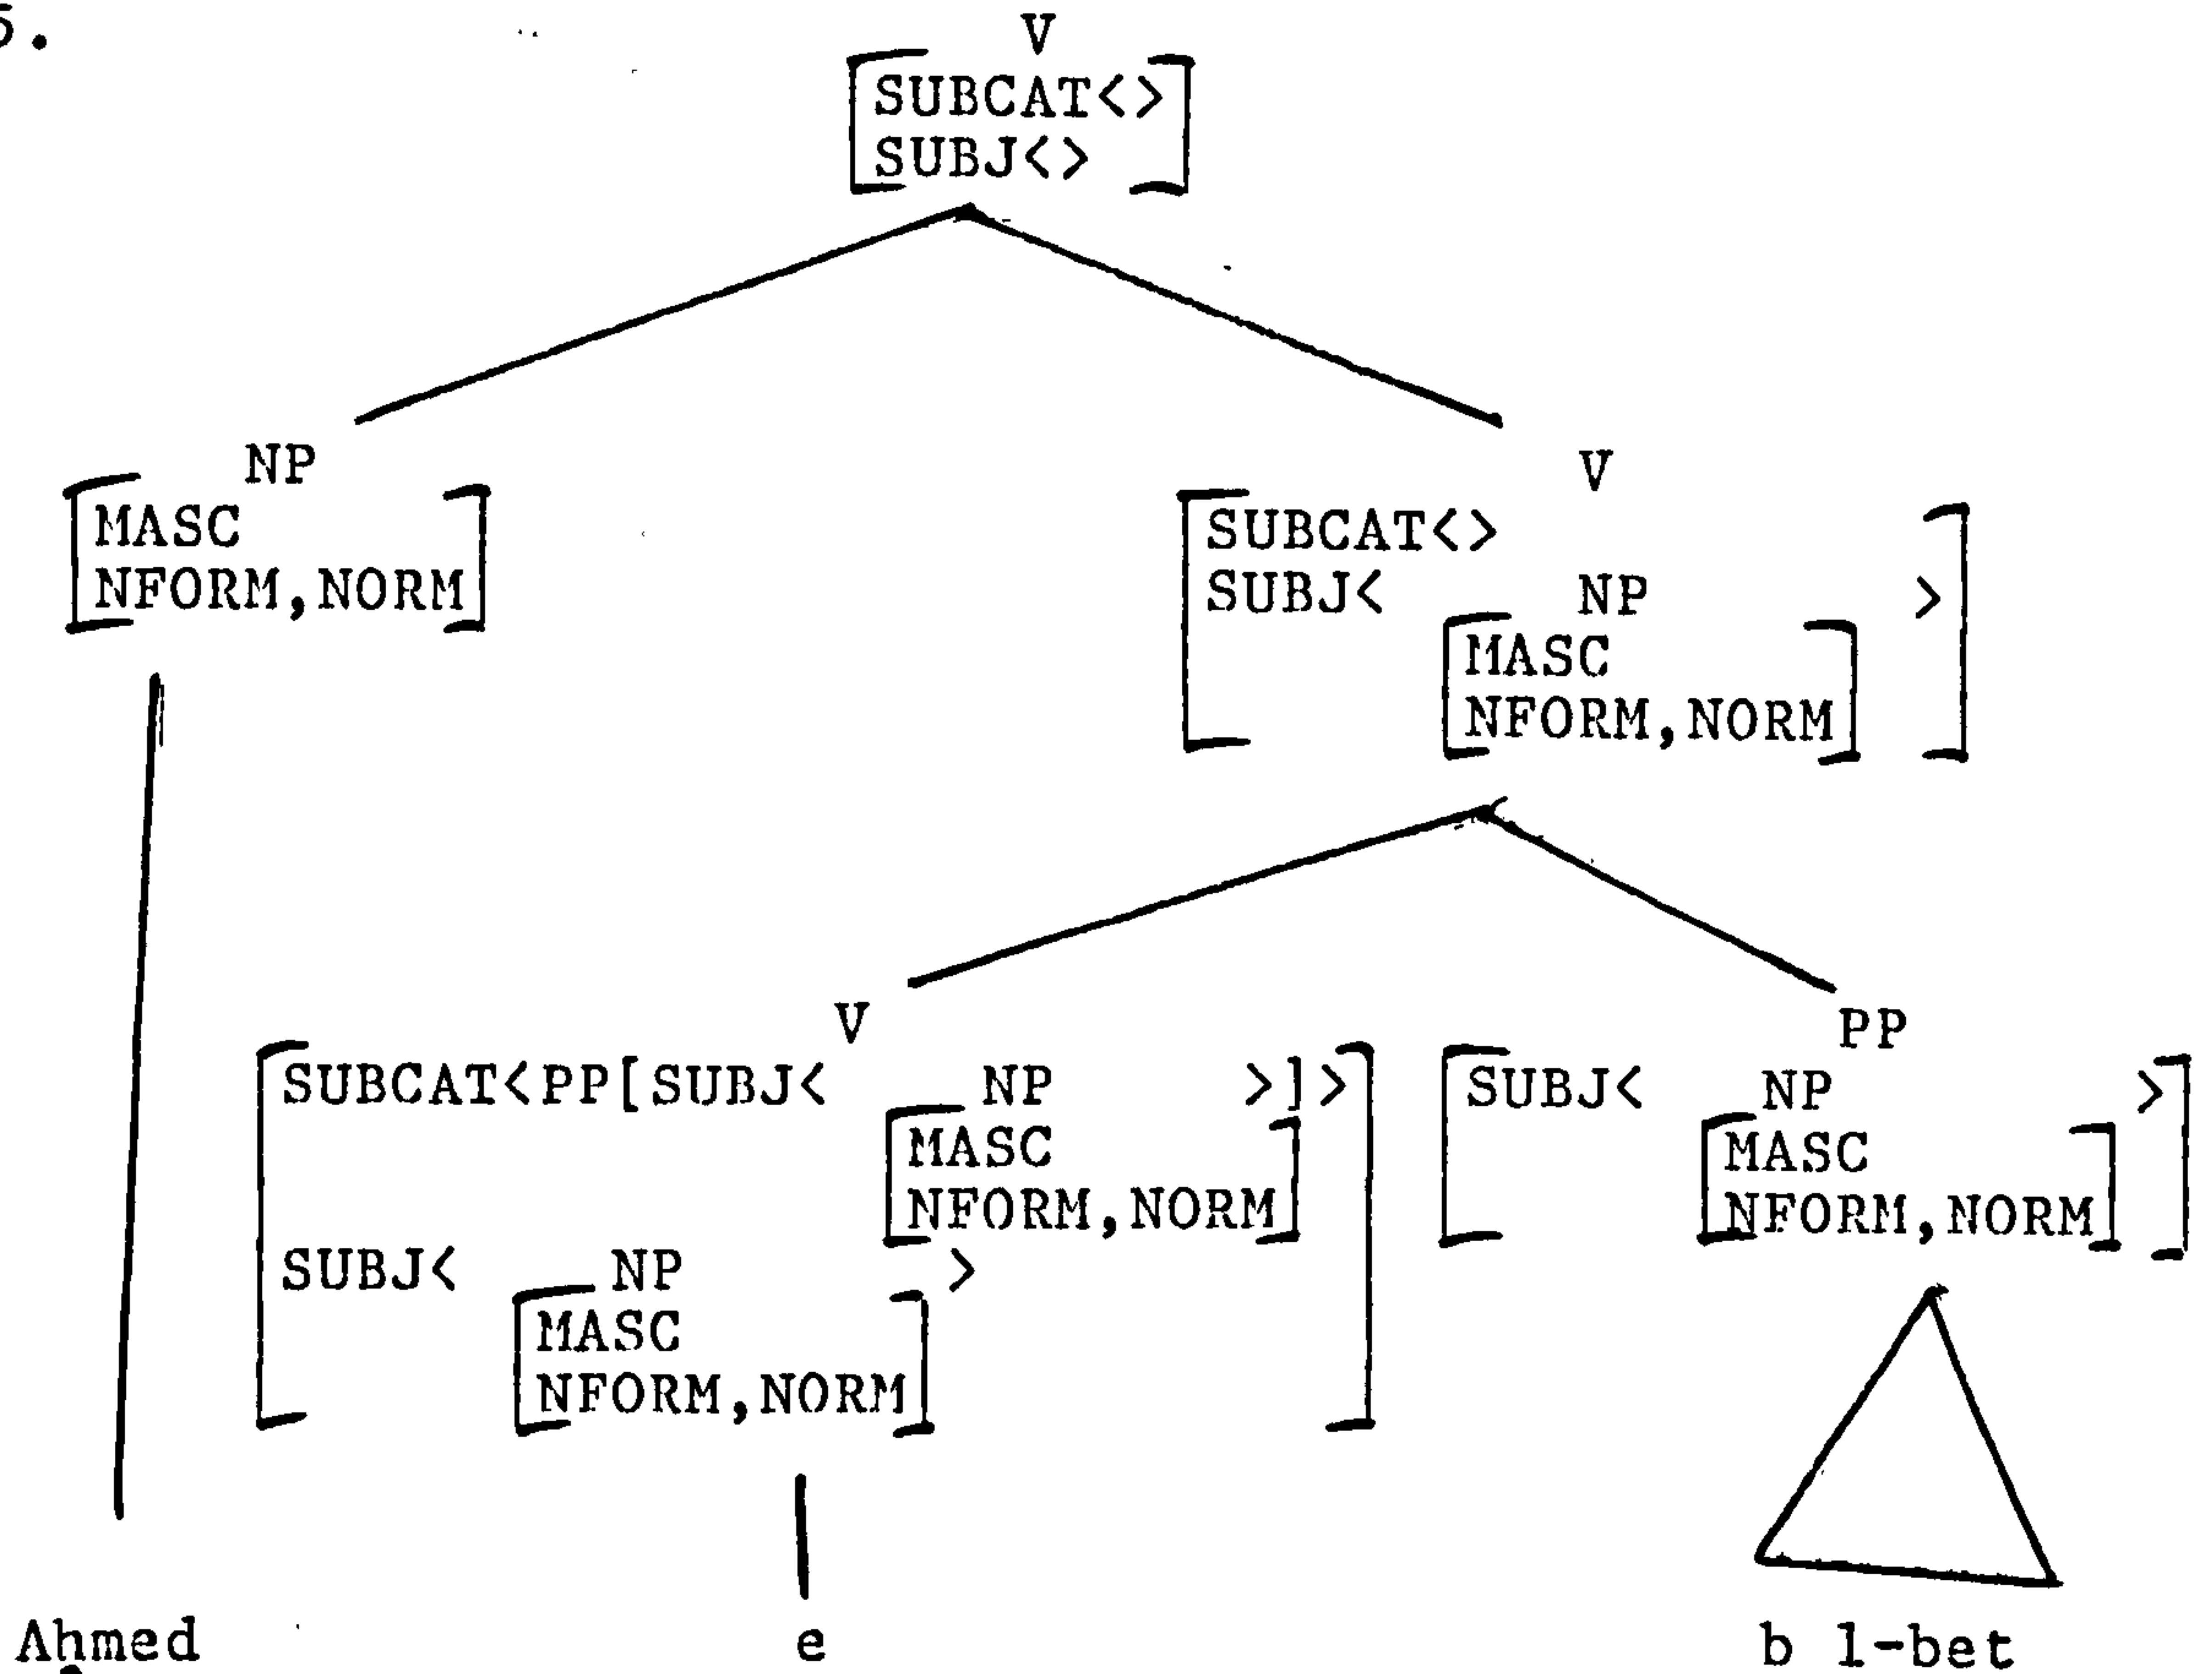 5.
V
SUBCAT<>
SUBJ<>
NP
MASC
NFORM,NORM
V
SUBCAT<>
SUBJ< NP >
MASC
NFORM,NORM
V
SUBCAT<PP[SUBJ< NP >]>
MASC
NFORM,NORM
SUBJ< NP >
MASC
NFORM,NORM
PP
SUBJ< NP >
MASC
NFORM,NORM
Aḥmed e b l-bet